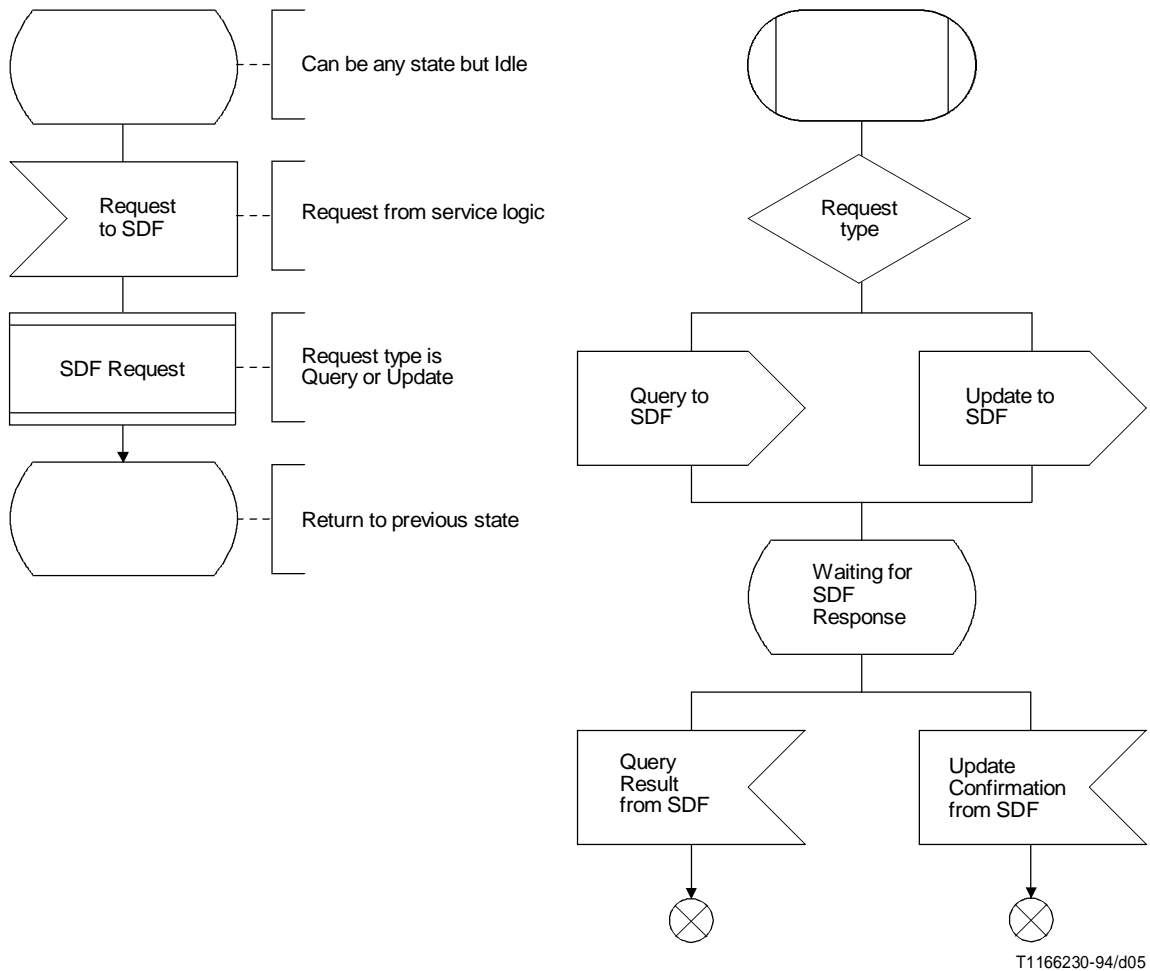 Can be any state but Idle
Request
to SDF
Request from service logic
SDF Request
Request type is
Query or Update
Return to previous state
Request
type
Query to
SDF
Update to
SDF
Waiting for
SDF
Response
Query
Result
from SDF
Update
Confirmation
from SDF
T1166230-94/d05